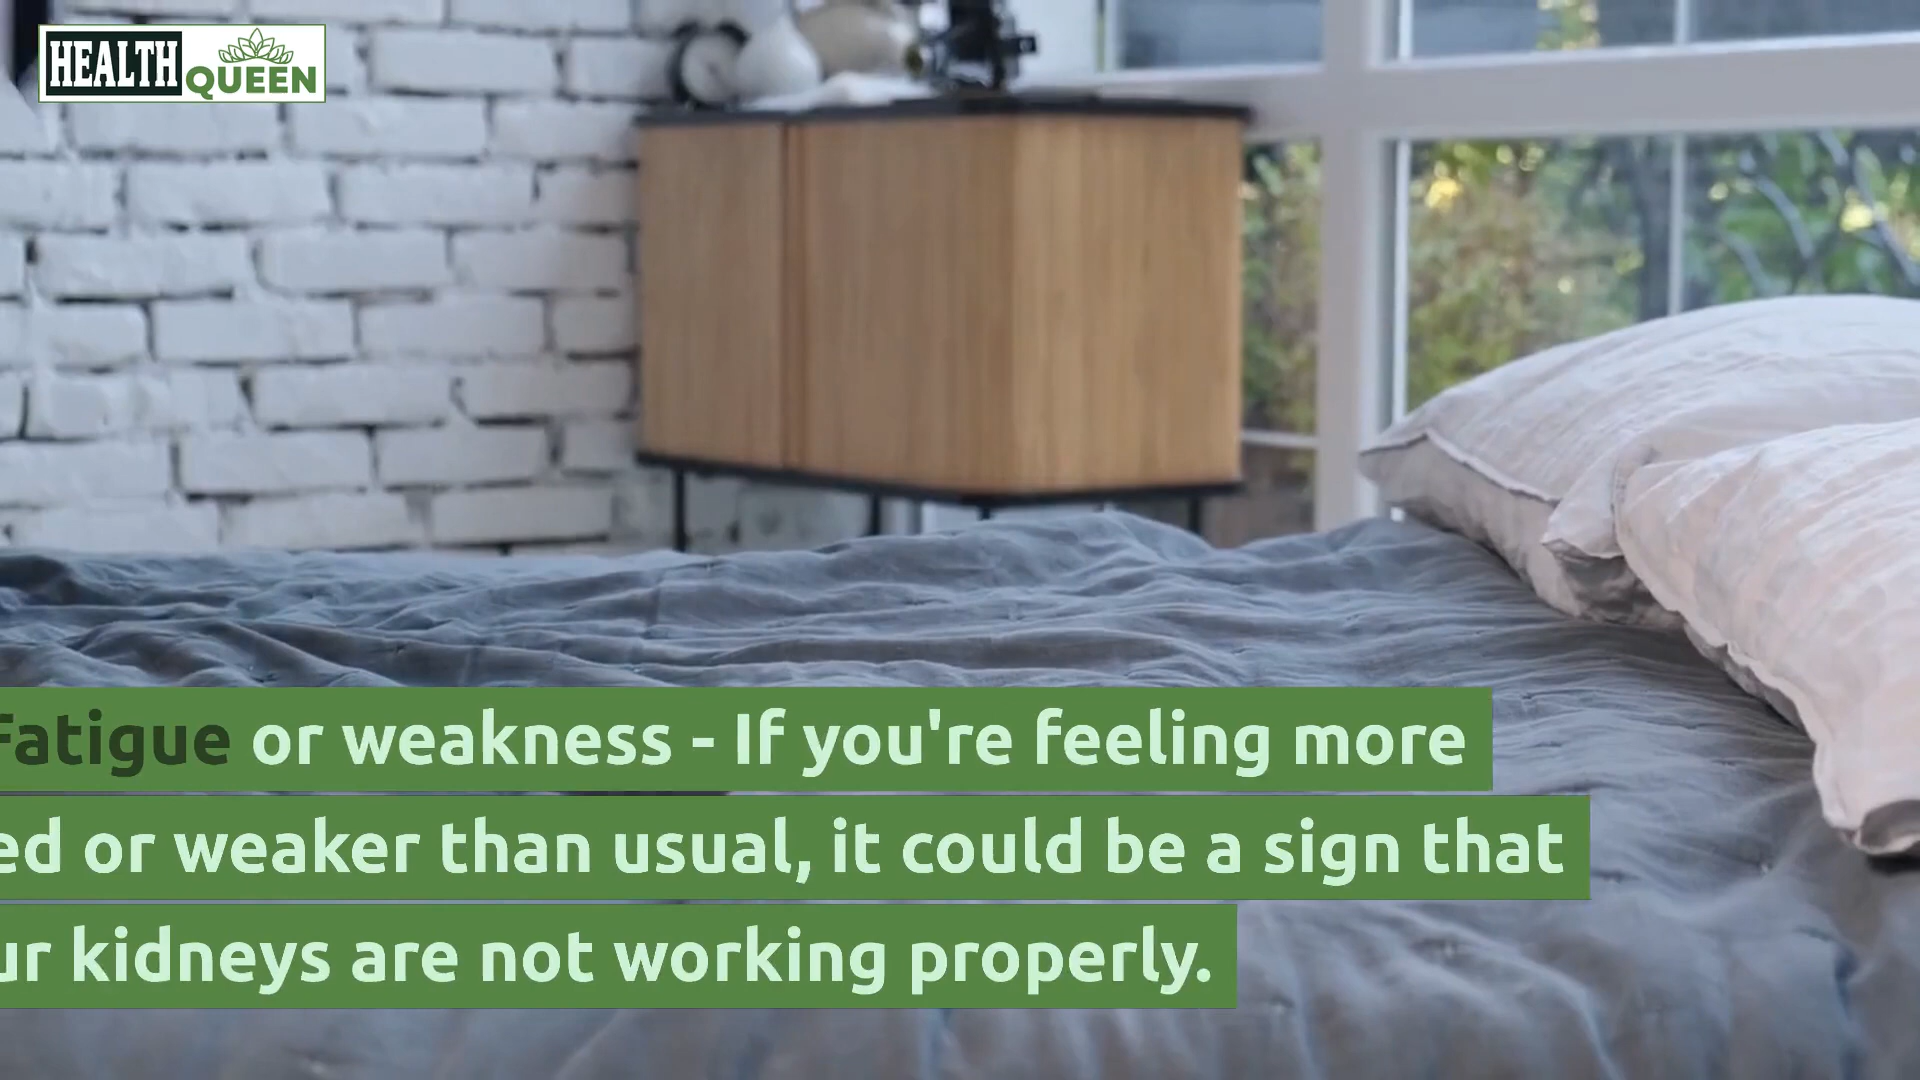 HEALTH
QUEEN
Fatigue or weakness - If you're feeling more
ed or weaker than usual, it could be a sign that
ur kidneys are not working properly.